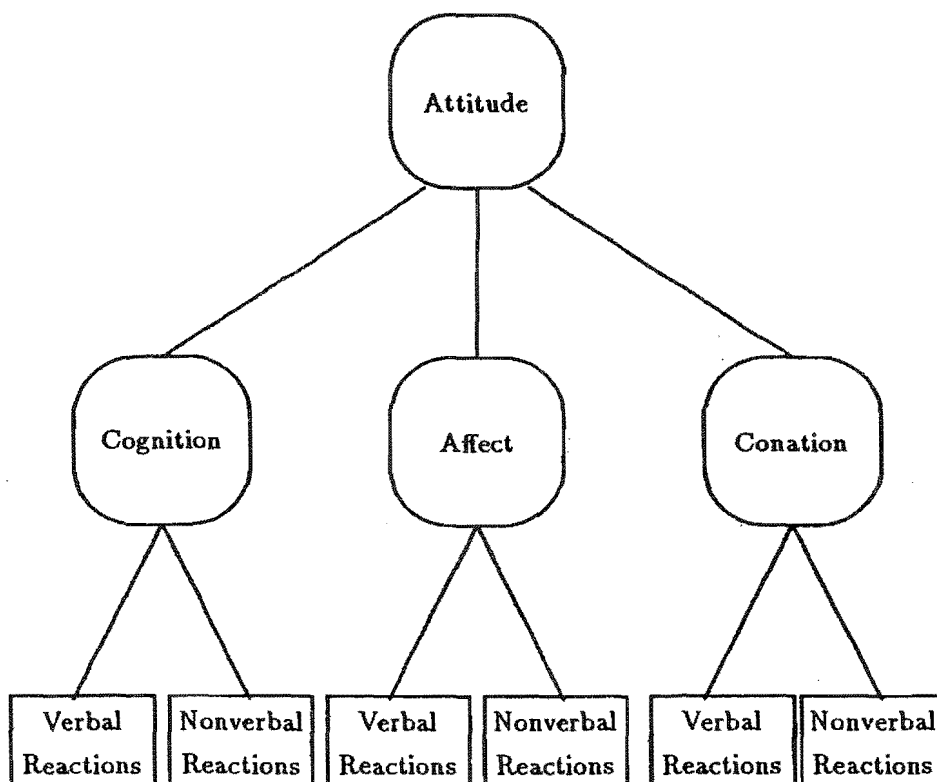 Attitude
Cognition
Affect
Conation
Verbal
Reactions
Nonverbal
Reactions
Verbal
Reactions
Nonverbal
Reactions
Verbal
Reactions
Nonverbal
Reactions